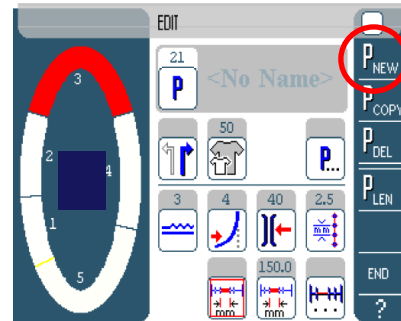 EDIT
21
P
<No Name>
50
P...
3
4
40
2.5
mm
150.0
mm
mm
3
2
4
1
5
P NEW
P COPY
P DEL
P LEN
END
?